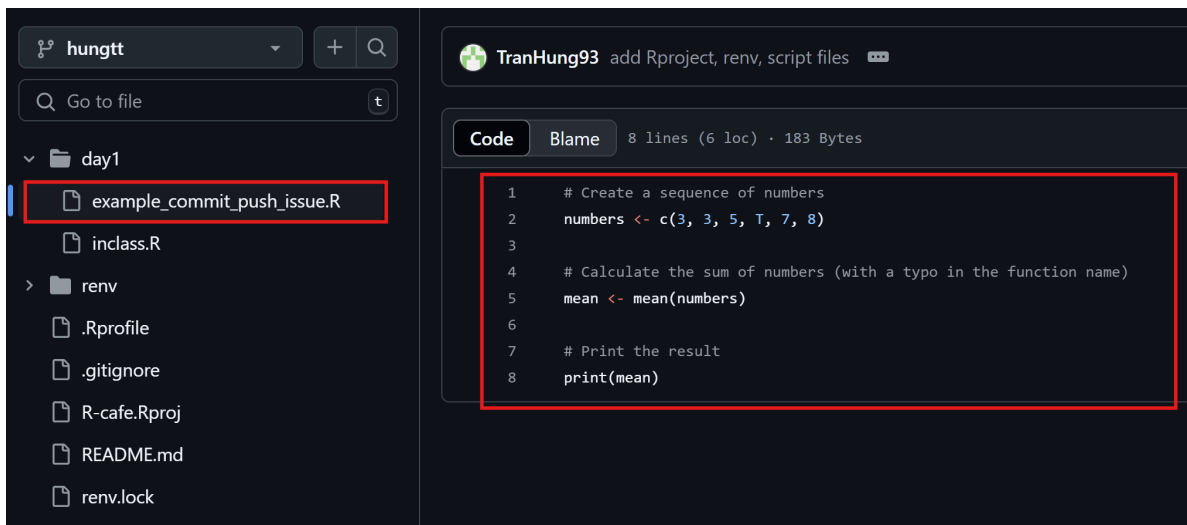 hungtt
Go to file
t
day1
example_commit_push_issue.R
inclass.R
renv
.Rprofile
.gitignore
R-cafe.Rproj
README.md
renv.lock
TranHung93 add Rproject, renv, script files
Code Blame 8 lines (6 loc) · 183 Bytes
1 # Create a sequence of numbers
2 numbers <- c(3, 3, 5, T, 7, 8)
3
4 # Calculate the sum of numbers (with a typo in the function name)
5 mean <- mean(numbers)
6
7 # Print the result
8 print(mean)